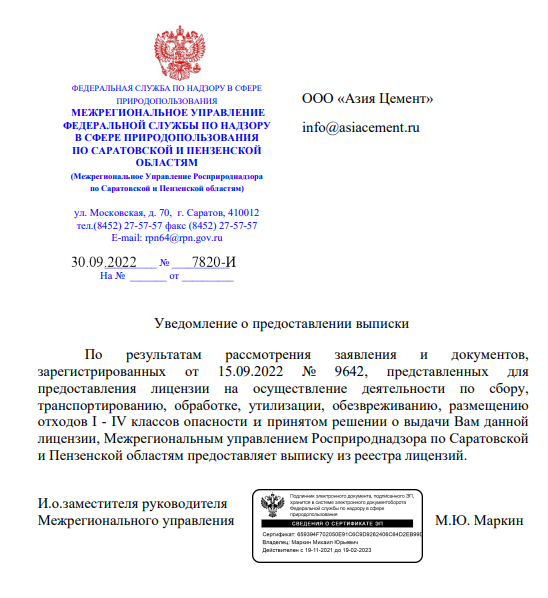 ФЕДЕРАЛЬНАЯ СЛУЖБА ПО НАДЗОРУ В СФЕРЕ
ПРИРОДОПОЛЬЗОВАНИЯ
МЕЖРЕГИОНАЛЬНОЕ УПРАВЛЕНИЕ
ФЕДЕРАЛЬНОЙ СЛУЖБЫ ПО НАДЗОРУ
В СФЕРЕ ПРИРОДОПОЛЬЗОВАНИЯ
ПО САРАТОВСКОЙ И ПЕНЗЕНСКОЙ
ОБЛАСТЯМ
(Межрегиональное Управление Росприроднадзора
по Саратовской и Пензенской областям)
ул. Московская, д. 70, г. Саратов, 410012
тел.(8452) 27-57-57 факс (8452) 27-57-57
E-mail: rpn64@rpn.gov.ru
30.09.2022 № 7820-И
На № _______ от __________
ООО «Азия Цемент»
info@asiacement.ru
Уведомление о предоставлении выписки
По результатам рассмотрения заявления и документов,
зарегистрированных от 15.09.2022 № 9642, представленных для
предоставления лицензии на осуществление деятельности по сбору,
транспортированию, обработке, утилизации, обезвреживанию, размещению
отходов I - IV классов опасности и принятом решении о выдачи Вам данной
лицензии, Межрегиональным управлением Росприроднадзора по Саратовской
и Пензенской областям предоставляет выписку из реестра лицензий.
И.о.заместителя руководителя
Межрегионального управления
Подлинник электронного документа, подписанного ЭП,
хранится в системе электронного документооборота
Федеральной службы по надзору в сфере
природопользования
СВЕДЕНИЯ О СЕРТИФИКАТЕ ЭП
Сертификат: 659394F702050E91C0C9D9262406C64D2EB99D
Владелец: Маркин Михаил Юрьевич
Действителен с 19-11-2021 до 19-02-2023
М.Ю. Маркин